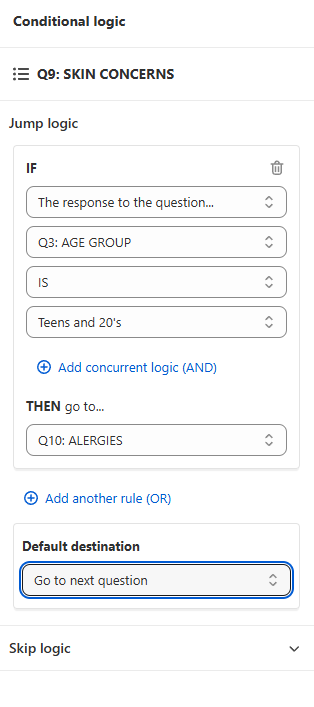 Conditional logic
Q9: SKIN CONCERNS
Jump logic
IF
The response to the question...
Q3: AGE GROUP
IS
Teens and 20's
Add concurrent logic (AND)
THEN go to...
Q10: ALERGIES
Add another rule (OR)
Default destination
Go to next question
Skip logic